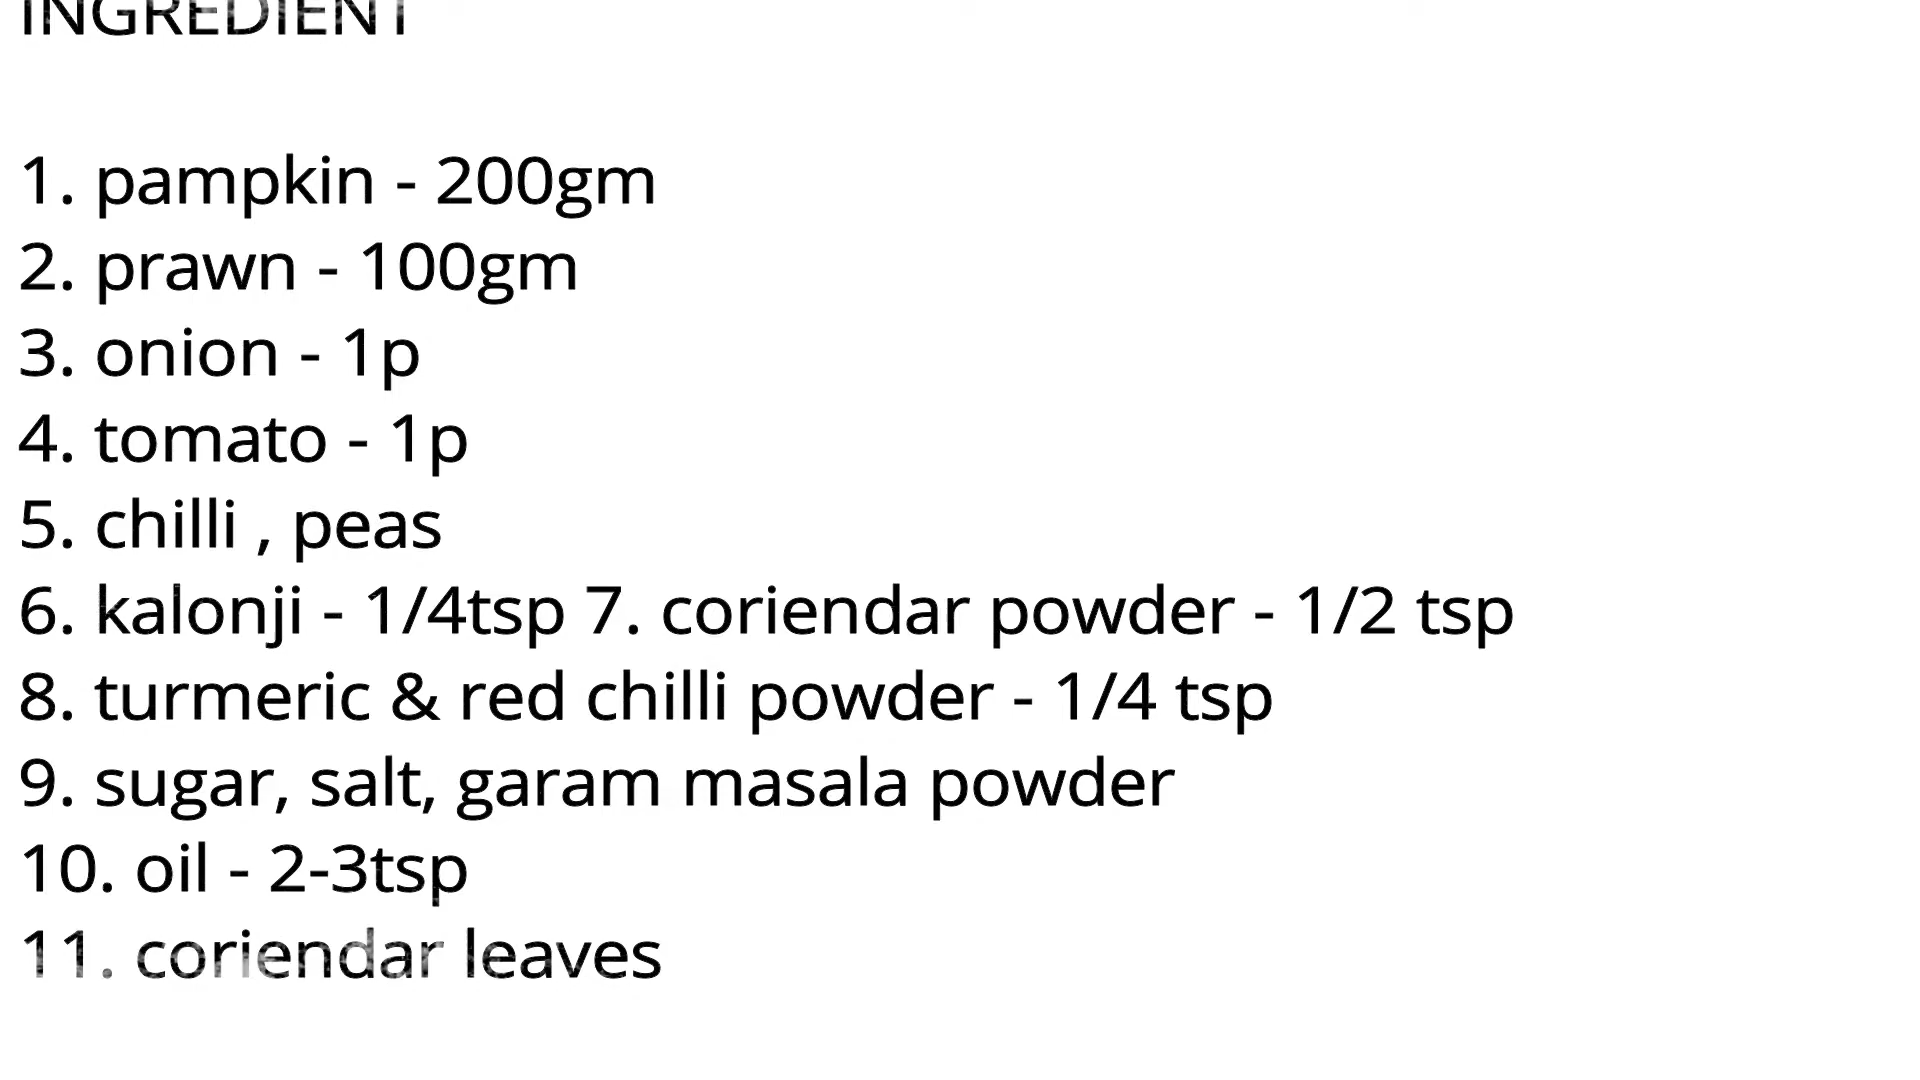 INGREDIENT
1. pampkin - 200gm
2. prawn - 100gm
3. onion - 1p
4. tomato - 1p
5. chilli , peas
6. kalonji - 1/4tsp 7. coriendar powder - 1/2 tsp
8. turmeric & red chilli powder - 1/4 tsp
9. sugar, salt, garam masala powder
10. oil - 2-3tsp
11. coriendar leaves